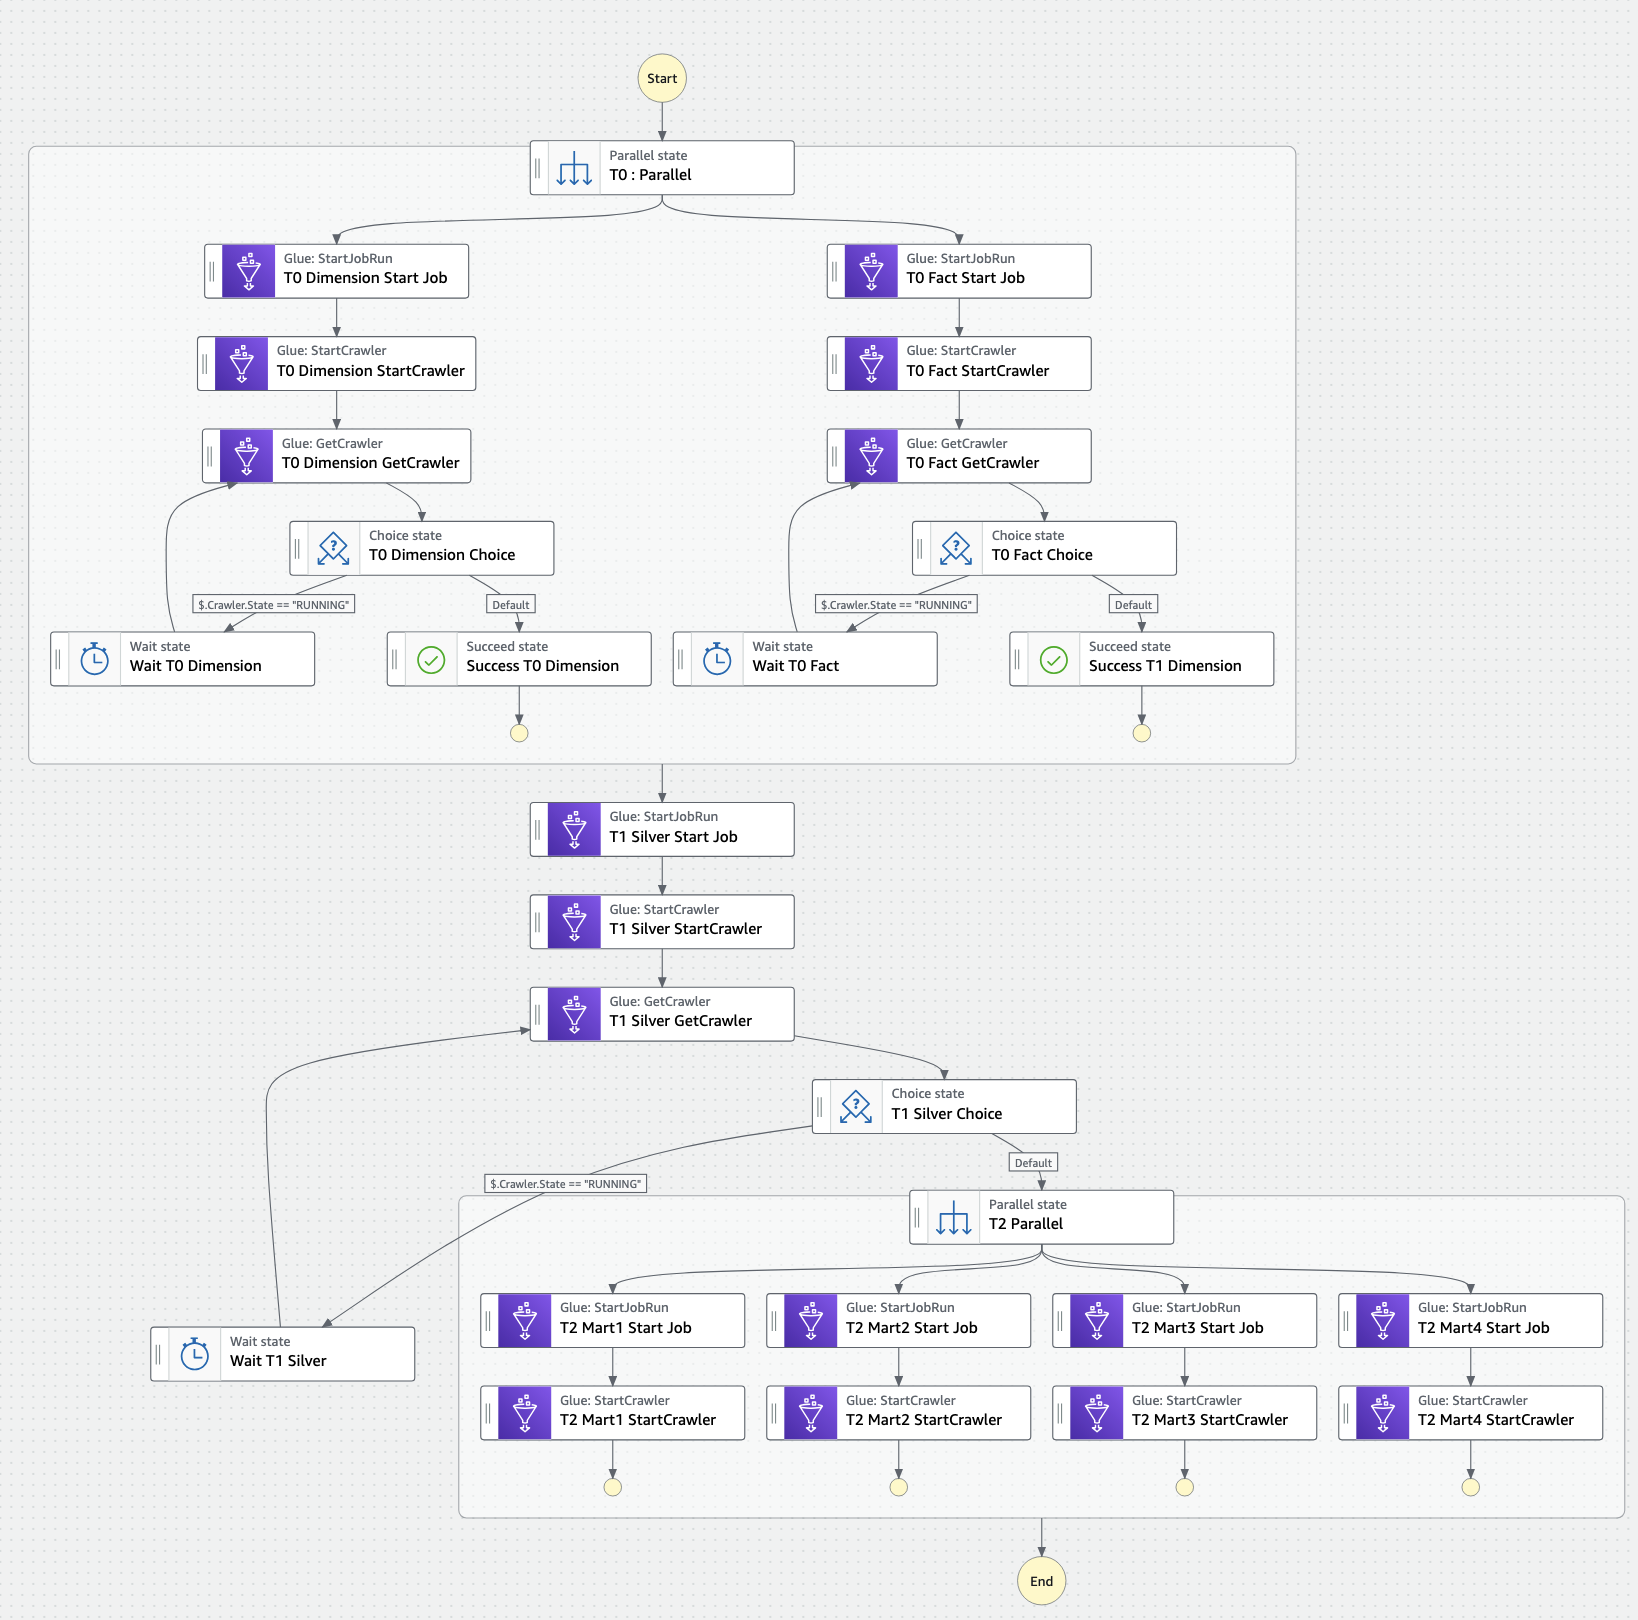 Start
Parallel state
T0 : Parallel
Glue: StartJobRun
T0 Dimension Start Job
Glue: StartJobRun
T0 Fact Start Job
Glue: StartCrawler
T0 Dimension StartCrawler
Glue: StartCrawler
T0 Fact StartCrawler
Glue: GetCrawler
T0 Dimension GetCrawler
Glue: GetCrawler
T0 Fact GetCrawler
Choice state
T0 Dimension Choice
Choice state
T0 Fact Choice
$.Crawler.State == "RUNNING"
Default
$.Crawler.State == "RUNNING"
Default
Wait state
Wait T0 Dimension
Succeed state
Success T0 Dimension
Wait state
Wait T0 Fact
Succeed state
Success T1 Dimension
Glue: StartJobRun
T1 Silver Start Job
Glue: StartCrawler
T1 Silver StartCrawler
Glue: GetCrawler
T1 Silver GetCrawler
Choice state
T1 Silver Choice
Default
$.Crawler.State == "RUNNING"
Parallel state
T2 Parallel
Glue: StartJobRun
T2 Mart1 Start Job
Glue: StartJobRun
T2 Mart2 Start Job
Glue: StartJobRun
T2 Mart3 Start Job
Glue: StartJobRun
T2 Mart4 Start Job
Wait state
Wait T1 Silver
Glue: StartCrawler
T2 Mart1 StartCrawler
Glue: StartCrawler
T2 Mart2 StartCrawler
Glue: StartCrawler
T2 Mart3 StartCrawler
Glue: StartCrawler
T2 Mart4 StartCrawler
End